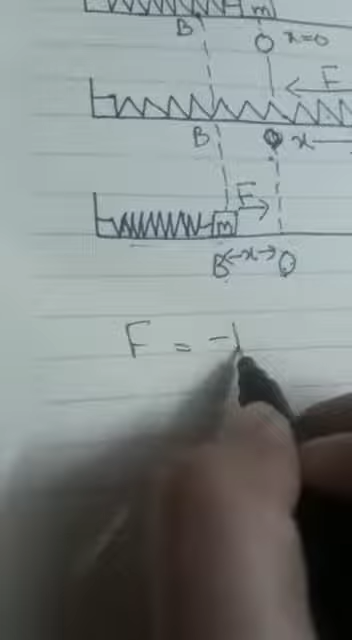 m
B O x=0
F
B O x
F
m
B x O
F = -